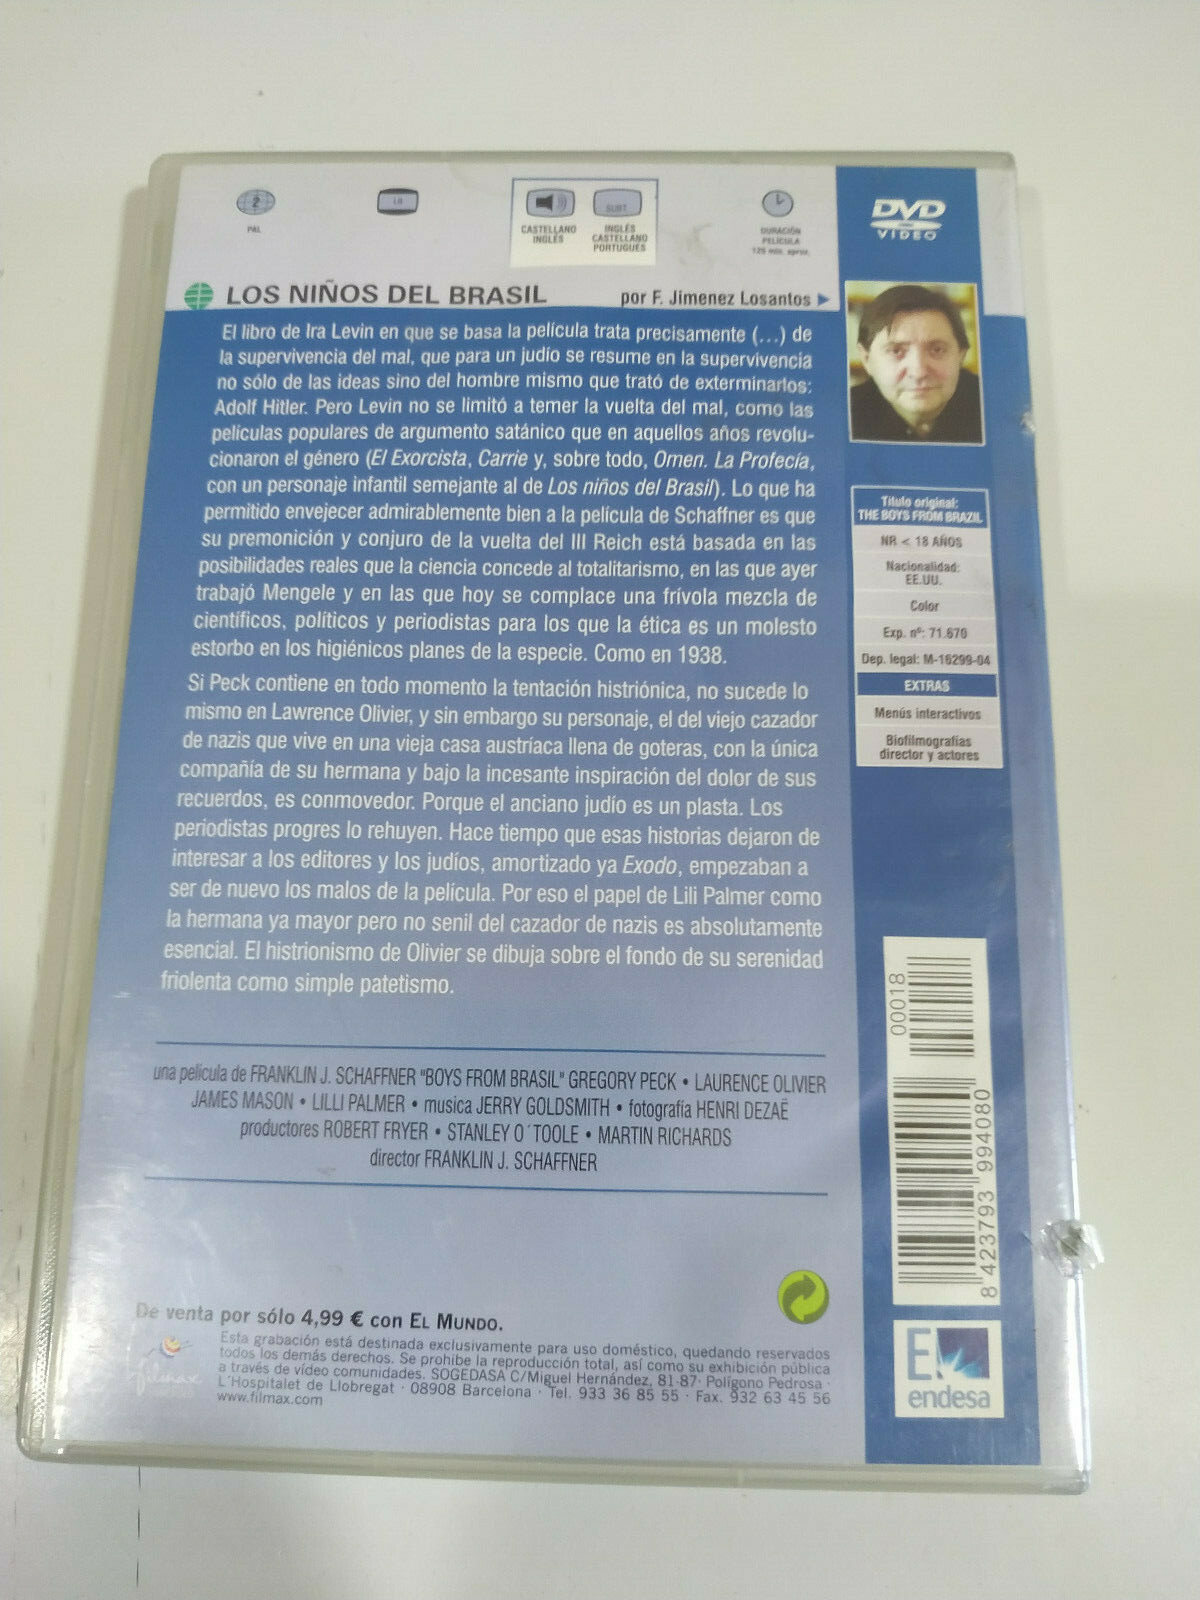 2
PAL
LB
CASTELLANO
INGLÉS
SUBT.
INGLÉS
CASTELLANO
PORTUGUÉS
DURACIÓN
PELÍCULA
125 min. aprox.
DVD
VIDEO
LOS NIÑOS DEL BRASIL
por F. Jimenez Losantos
El libro de Ira Levin en que se basa la película trata precisamente (...) de
la supervivencia del mal, que para un judío se resume en la supervivencia
no sólo de las ideas sino del hombre mismo que trató de exterminarlos:
Adolf Hitler. Pero Levin no se limitó a temer la vuelta del mal, como las
películas populares de argumento satánico que en aquellos años revolu-
cionaron el género (El Exorcista, Carrie y, sobre todo, Omen. La Profecía,
con un personaje infantil semejante al de Los niños del Brasil). Lo que ha
permitido envejecer admirablemente bien a la película de Schaffner es que
su premonición y conjuro de la vuelta del III Reich está basada en las
posibilidades reales que la ciencia concede al totalitarismo, en las que ayer
trabajó Mengele y en las que hoy se complace una frívola mezcla de
científicos, políticos y periodistas para los que la ética es un molesto
estorbo en los higiénicos planes de la especie. Como en 1938.
Si Peck contiene en todo momento la tentación histriónica, no sucede lo
mismo en Lawrence Olivier, y sin embargo su personaje, el del viejo cazador
de nazis que vive en una vieja casa austríaca llena de goteras, con la única
compañía de su hermana y bajo la incesante inspiración del dolor de sus
recuerdos, es conmovedor. Porque el anciano judío es un plasta. Los
periodistas progres lo rehuyen. Hace tiempo que esas historias dejaron de
interesar a los editores y los judíos, amortizado ya Exodo, empezaban a
ser de nuevo los malos de la película. Por eso el papel de Lili Palmer como
la hermana ya mayor pero no senil del cazador de nazis es absolutamente
esencial. El histrionismo de Olivier se dibuja sobre el fondo de su serenidad
friolenta como simple patetismo.
Título original:
THE BOYS FROM BRAZIL
NR < 18 AÑOS
Nacionalidad:
EE.UU.
Color
Exp. nº: 71.670
Dep. legal: M-16299-04
EXTRAS
Menús interactivos
Biofilmografías
director y actores
una película de FRANKLIN J. SCHAFFNER "BOYS FROM BRASIL" GREGORY PECK • LAURENCE OLIVIER
JAMES MASON • LILLI PALMER • musica JERRY GOLDSMITH • fotografía HENRI DEZAË
productores ROBERT FRYER • STANLEY O´TOOLE • MARTIN RICHARDS
director FRANKLIN J. SCHAFFNER
00018
8 423793 994080
De venta por sólo 4,99 € con EL MUNDO.
filmax
Esta grabación está destinada exclusivamente para uso doméstico, quedando reservados
todos los demás derechos. Se prohibe la reproducción total, así como su exhibición pública
a través de vídeo comunidades. SOGEDASA C/Miguel Hernández, 81-87· Polígono Pedrosa ·
L´Hospitalet de Llobregat · 08908 Barcelona · Tel. 933 36 85 55 · Fax. 932 63 45 56
www.filmax.com
E
endesa